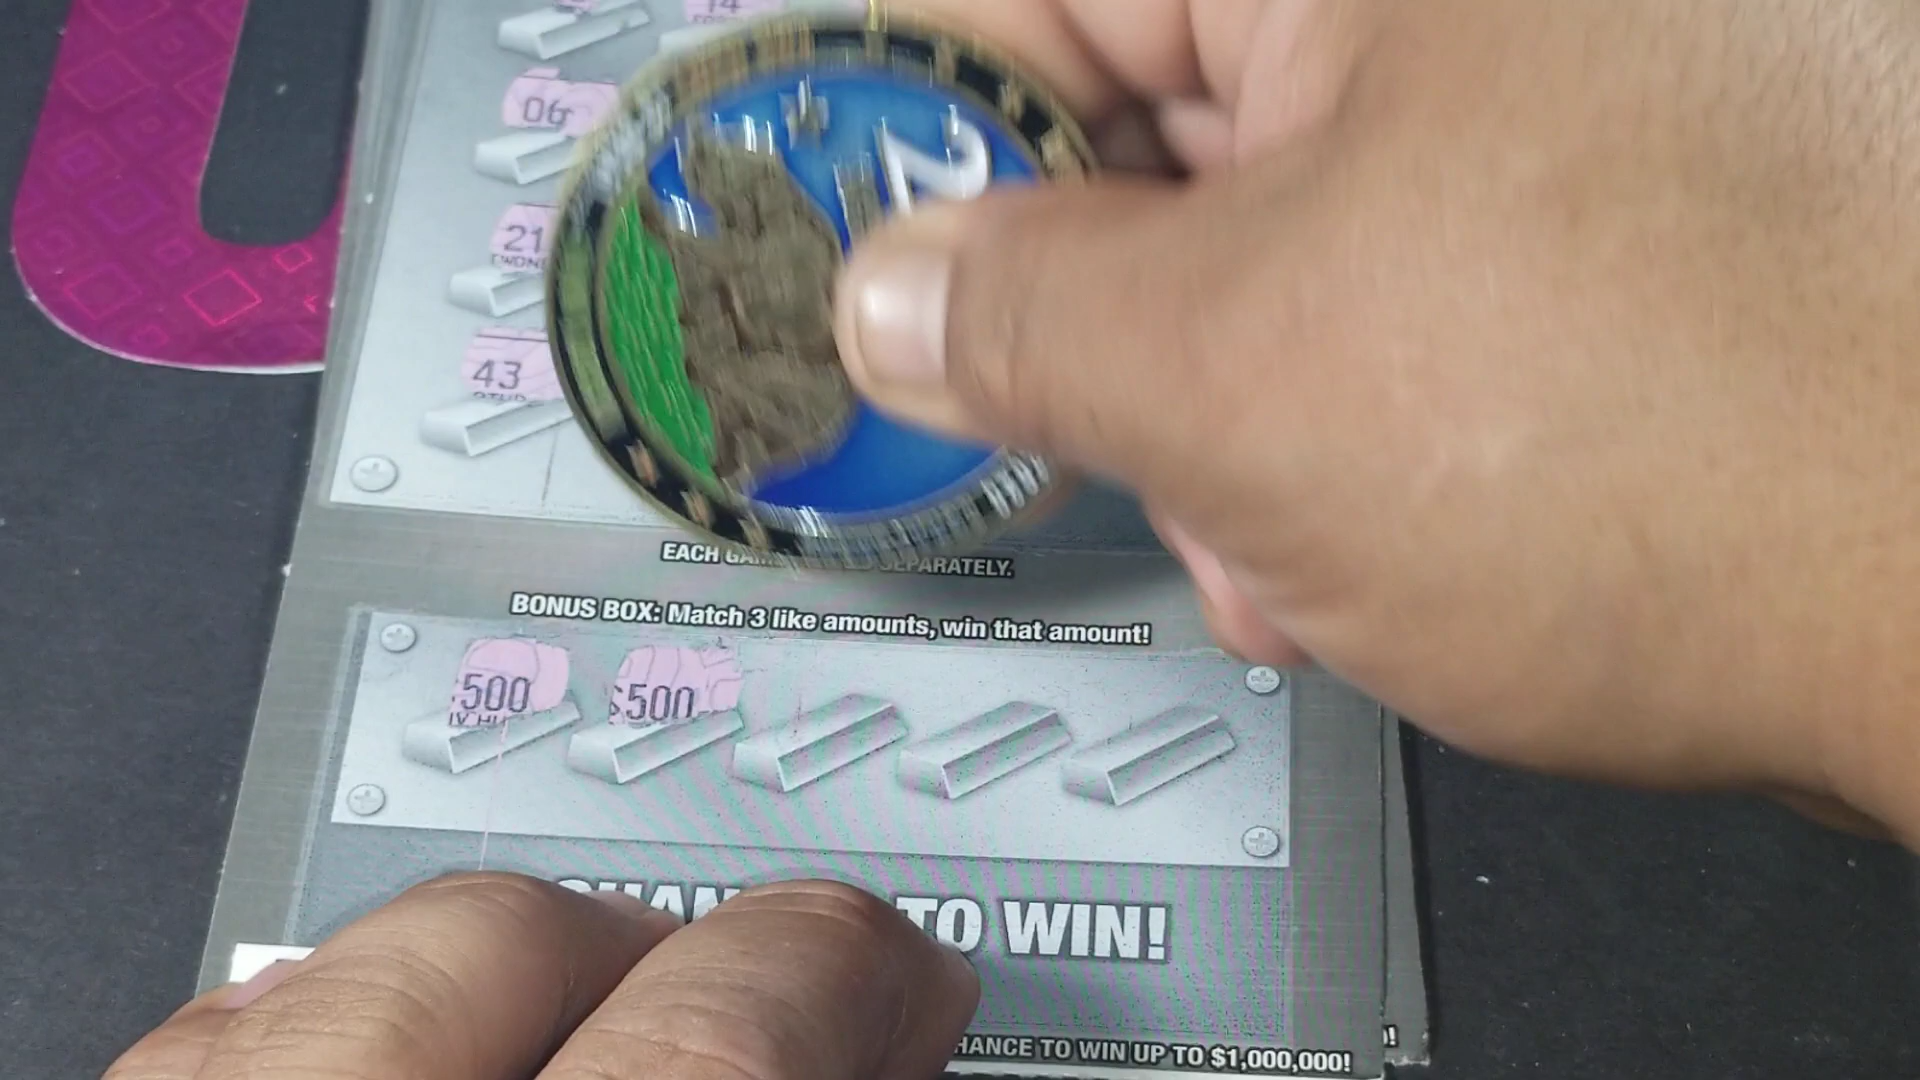 14
06
21
43
EACH SEPARATELY.
BONUS BOX: Match 3 like amounts, win that amount!
500 $500
TO WIN!
CHANCE TO WIN UP TO $1,000,000!